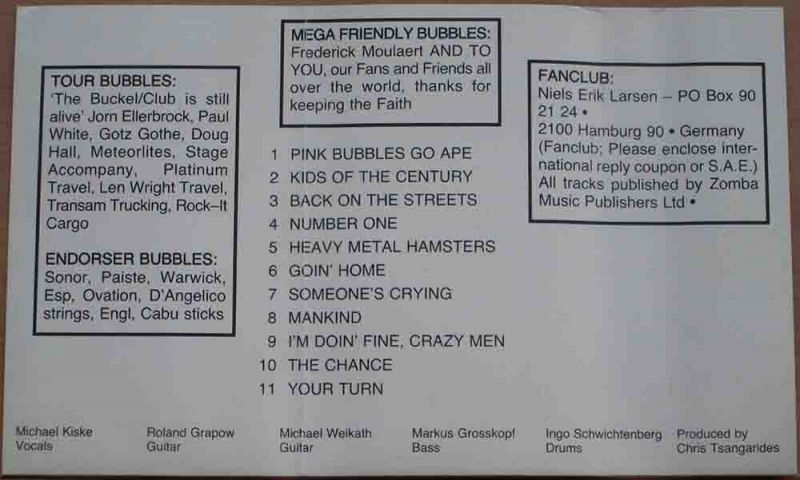 MEGA FRIENDLY BUBBLES:
Frederick Moulaert AND TO
YOU, our Fans and Friends all
over the world, thanks for
keeping the Faith
TOUR BUBBLES:
'The Buckel/Club is still
alive' Jorn Ellerbrock, Paul
White, Gotz Gothe, Doug
Hall, Meteorlites, Stage
Accompany, Platinum
Travel, Len Wright Travel,
Transam Trucking, Rock–It
Cargo
ENDORSER BUBBLES:
Sonor, Paiste, Warwick,
Esp, Ovation, D'Angelico
strings, Engl, Cabu sticks
FANCLUB:
Niels Erik Larsen – PO Box 90
21 24 •
2100 Hamburg 90 • Germany
(Fanclub; Please enclose inter-
national reply coupon or S.A.E.)
All tracks published by Zomba
Music Publishers Ltd •
1 PINK BUBBLES GO APE
2 KIDS OF THE CENTURY
3 BACK ON THE STREETS
4 NUMBER ONE
5 HEAVY METAL HAMSTERS
6 GOIN' HOME
7 SOMEONE'S CRYING
8 MANKIND
9 I'M DOIN' FINE, CRAZY MEN
10 THE CHANCE
11 YOUR TURN
Michael Kiske
Vocals
Roland Grapow
Guitar
Michael Weikath
Guitar
Markus Grosskopf
Bass
Ingo Schwichtenberg
Drums
Produced by
Chris Tsangarides